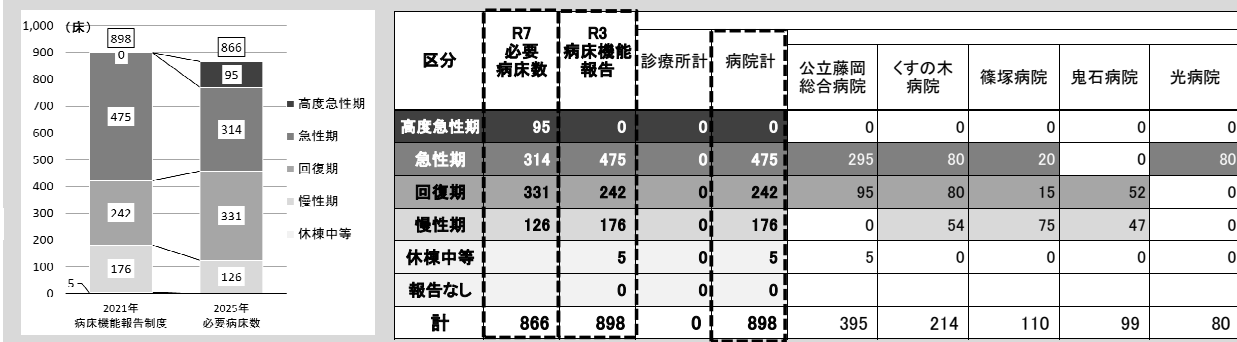 （床）
1,000
900
800
700
600
500
400
300
200
100
0
898
0
475
242
176
5
866
95
314
331
126
2021年
病床機能報告制度
2025年
必要病床数
高度急性期
急性期
回復期
慢性期
休棟中等
区分 R7 必要 病床数 R3 病床機能 報告 診療所計 病院計 公立藤岡 総合病院 くすの木 病院 篠塚病院 鬼石病院 光病院
高度急性期 95 0 0 0 0 0 0 0 0
急性期 314 475 0 475 295 80 20 0 80
回復期 331 242 0 242 95 80 15 52 0
慢性期 126 176 0 176 0 54 75 47 0
休棟中等 5 0 5 5 0 0 0 0
報告なし 0 0 0
計 866 898 0 898 395 214 110 99 80